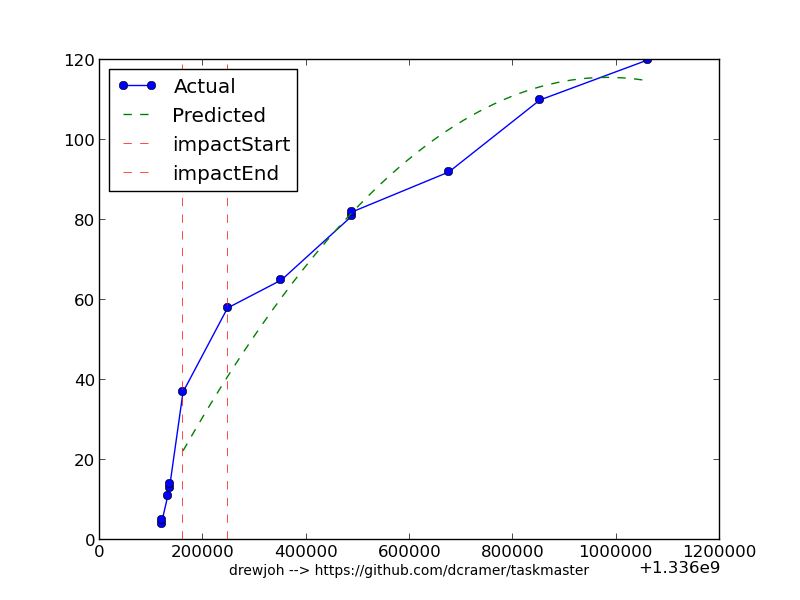 120
100
80
60
40
20
0
Actual
Predicted
impactStart
impactEnd
0 200000 400000 600000 800000 1000000 1200000
+1.336e9
drewjoh --> https://github.com/dcramer/taskmaster